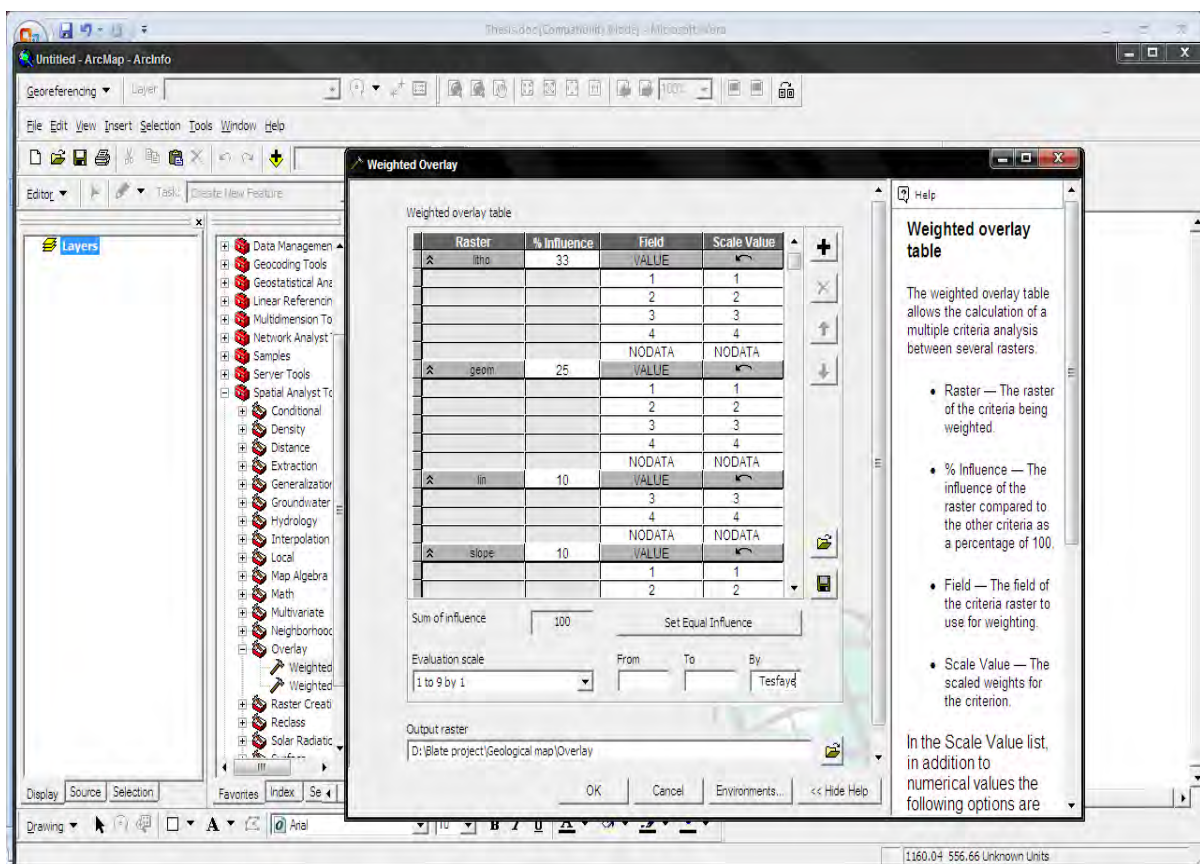 Thesis.doc [Compatibility Mode] - Microsoft Word
Untitled - ArcMap - ArcInfo
Georeferencing
Layer
100%
File Edit View Insert Selection Tools Window Help
Editor
Task: Create New Feature
Layers
Data Managemen
Geocoding Tools
Geostatistical Ana
Linear Referencin
Multidimension To
Network Analyst
Samples
Server Tools
Spatial Analyst To
Conditional
Density
Distance
Extraction
Generalization
Groundwater
Hydrology
Interpolation
Local
Map Algebra
Math
Multivariate
Neighborhood
Overlay
Weighted
Weighted
Raster Creati
Reclass
Solar Radiatic
Display Source Selection
Favorites Index Se
Drawing
A
Arial
10
B I U A
1160.04 556.66 Unknown Units
Weighted Overlay
Weighted overlay table
Raster % Influence Field Scale Value
litho 33 VALUE
1 1
2 2
3 3
4 4
NODATA NODATA
geom 25 VALUE
1 1
2 2
3 3
4 4
NODATA NODATA
lin 10 VALUE
3 3
4 4
NODATA NODATA
slope 10 VALUE
1 1
2 2
Sum of influence 100 Set Equal Influence
Evaluation scale From To By
1 to 9 by 1 Tesfaye
Output raster
D:\Blate project\Geological map\Overlay
OK Cancel Environments... << Hide Help
Help
Weighted overlay
table
The weighted overlay table
allows the calculation of a
multiple criteria analysis
between several rasters.
• Raster — The raster
of the criteria being
weighted.
• % Influence — The
influence of the
raster compared to
the other criteria as
a percentage of 100.
• Field — The field of
the criteria raster to
use for weighting.
• Scale Value — The
scaled weights for
the criterion.
In the Scale Value list,
in addition to
numerical values the
following options are